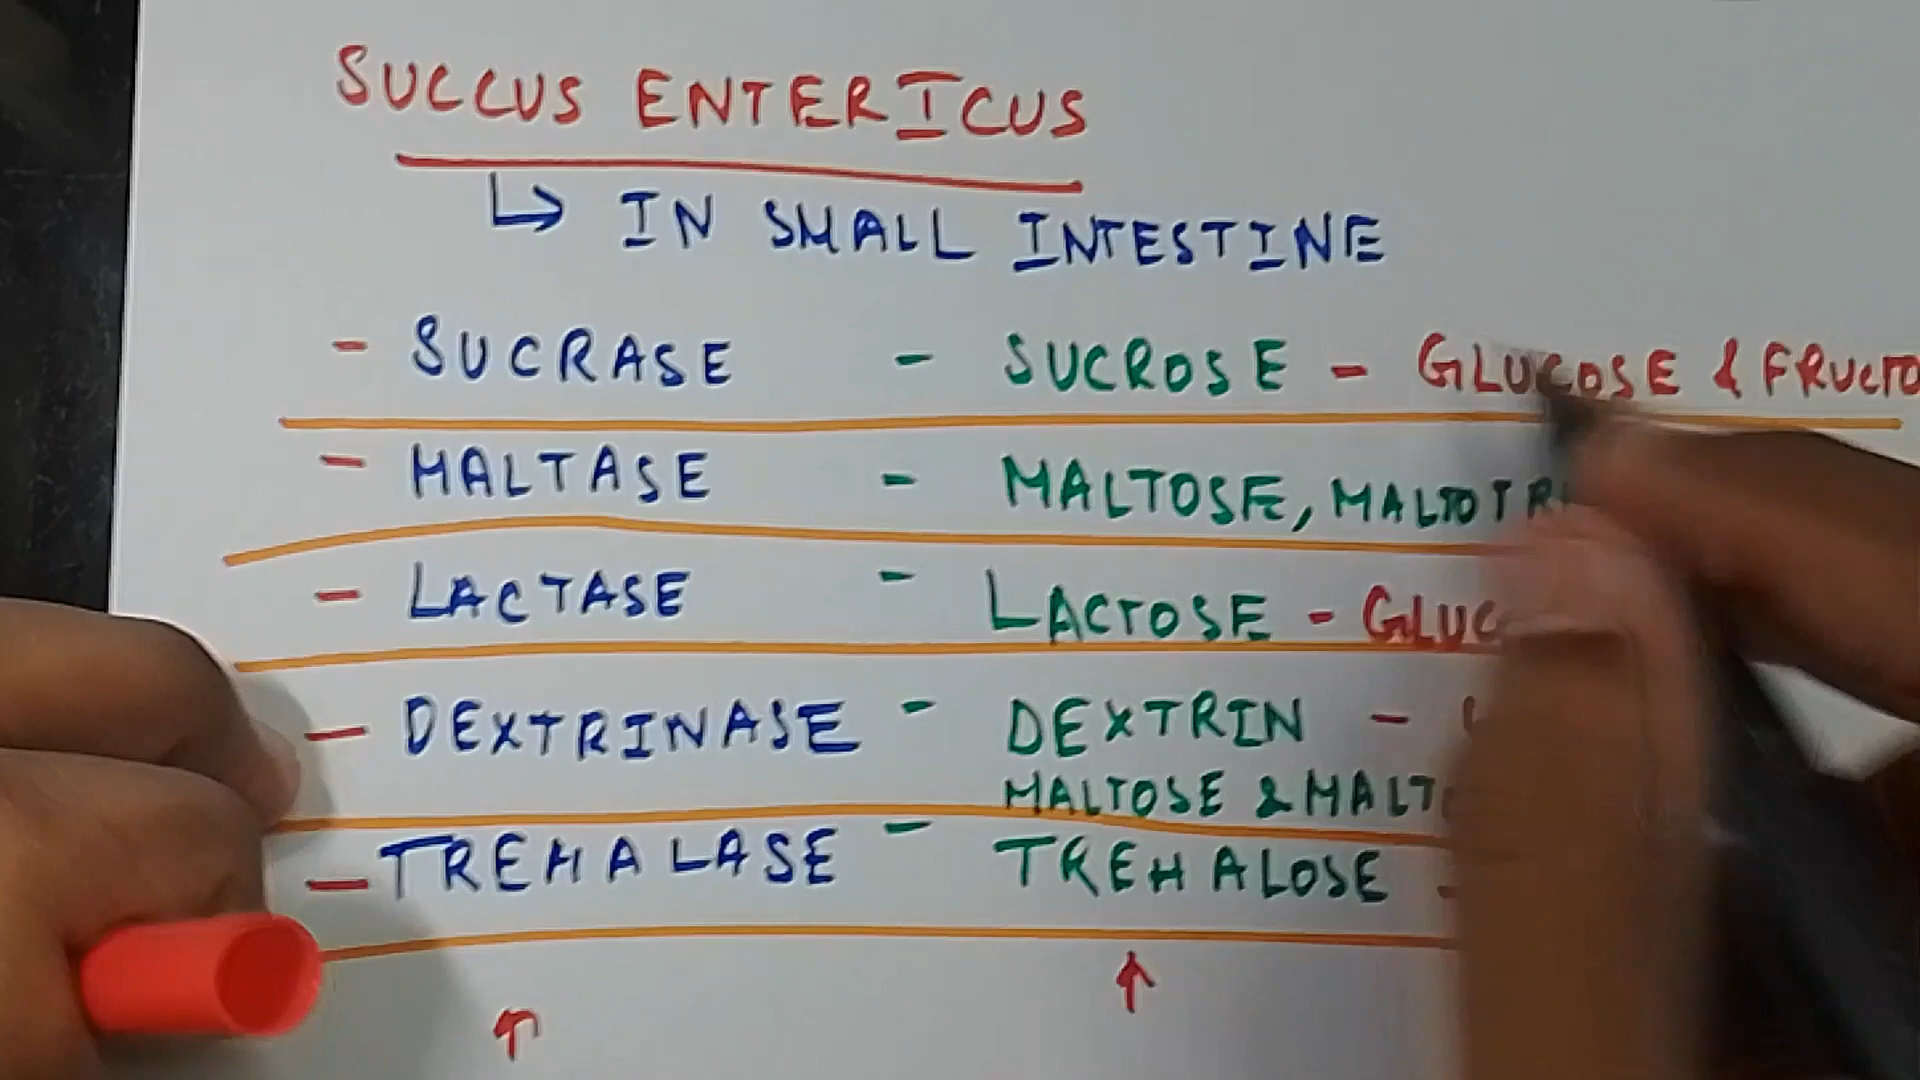 SUCCUS ENTERICUS
↳ IN SMALL INTESTINE
- SUCRASE - SUCROSE - GLUCOSE & FRUCTO
- MALTASE - MALTOSE, MALTOTR
- LACTASE - LACTOSE - GLUC
- DEXTRINASE - DEXTRIN -
MALTOSE & MALT
- TREHALASE - TREHALOSE -